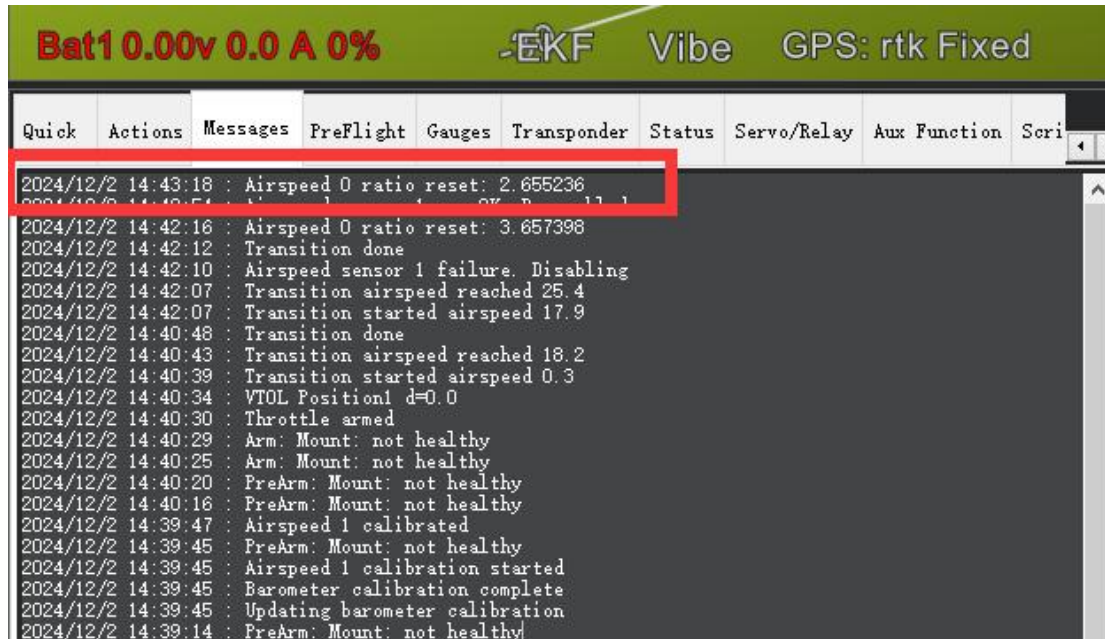 Bat1 0.00v 0.0 A 0% EKF Vibe GPS: rtk Fixed
Quick Actions Messages PreFlight Gauges Transponder Status Servo/Relay Aux Function Scri
2024/12/2 14:43:18 : Airspeed 0 ratio reset: 2.655236
2024/12/2 14:42:16 : Airspeed 0 ratio reset: 3.657398
2024/12/2 14:42:12 : Transition done
2024/12/2 14:42:10 : Airspeed sensor 1 failure. Disabling
2024/12/2 14:42:07 : Transition airspeed reached 25.4
2024/12/2 14:42:07 : Transition started airspeed 17.9
2024/12/2 14:40:48 : Transition done
2024/12/2 14:40:43 : Transition airspeed reached 18.2
2024/12/2 14:40:39 : Transition started airspeed 0.3
2024/12/2 14:40:34 : VTOL Position1 d=0.0
2024/12/2 14:40:30 : Throttle armed
2024/12/2 14:40:29 : Arm: Mount: not healthy
2024/12/2 14:40:25 : Arm: Mount: not healthy
2024/12/2 14:40:20 : PreArm: Mount: not healthy
2024/12/2 14:40:16 : PreArm: Mount: not healthy
2024/12/2 14:39:47 : Airspeed 1 calibrated
2024/12/2 14:39:45 : PreArm: Mount: not healthy
2024/12/2 14:39:45 : Airspeed 1 calibration started
2024/12/2 14:39:45 : Barometer calibration complete
2024/12/2 14:39:45 : Updating barometer calibration
2024/12/2 14:39:14 : PreArm: Mount: not healthy